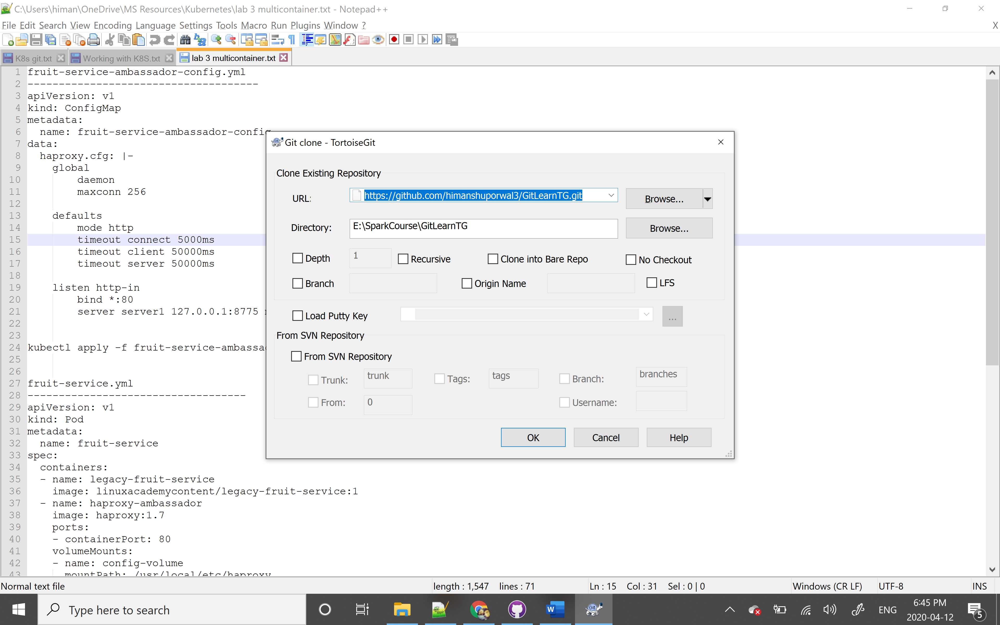 C:\Users\himan\OneDrive\MS Resources\Kubernetes\lab 3 multicontainer.txt - Notepad++
File Edit Search View Encoding Language Settings Tools Macro Run Plugins Window ? X
K8s git.txt Working with K8S.txt lab 3 multicontainer.txt
1 fruit-service-ambassador-config.yml
2 -------------------------------------
3 apiVersion: v1
4 kind: ConfigMap
5 metadata:
6 name: fruit-service-ambassador-config
7 data:
8 haproxy.cfg: |-
9 global
10 daemon
11 maxconn 256
12
13 defaults
14 mode http
15 timeout connect 5000ms
16 timeout client 50000ms
17 timeout server 50000ms
18
19 listen http-in
20 bind *:80
21 server server1 127.0.0.1:8775
22
23
24 kubectl apply -f fruit-service-ambassa
25
26
27 fruit-service.yml
28 -----------------------------------
29 apiVersion: v1
30 kind: Pod
31 metadata:
32 name: fruit-service
33 spec:
34 containers:
35 - name: legacy-fruit-service
36 image: linuxacademycontent/legacy-fruit-service:1
37 - name: haproxy-ambassador
38 image: haproxy:1.7
39 ports:
40 - containerPort: 80
41 volumeMounts:
42 - name: config-volume
43 mountPath: /usr/local/etc/haproxy
Git clone - TortoiseGit
Clone Existing Repository
URL: https://github.com/himanshuporwal3/GitLearnTG.git Browse...
Directory: E:\SparkCourse\GitLearnTG Browse...
Depth 1 Recursive Clone into Bare Repo No Checkout
Branch Origin Name LFS
Load Putty Key ...
From SVN Repository
From SVN Repository
Trunk: trunk Tags: tags Branch: branches
From: 0 Username:
OK Cancel Help
Normal text file length : 1,547 lines : 71 Ln : 15 Col : 31 Sel : 0 | 0 Windows (CR LF) UTF-8 INS
Type here to search ENG 6:45 PM
2020-04-12 5